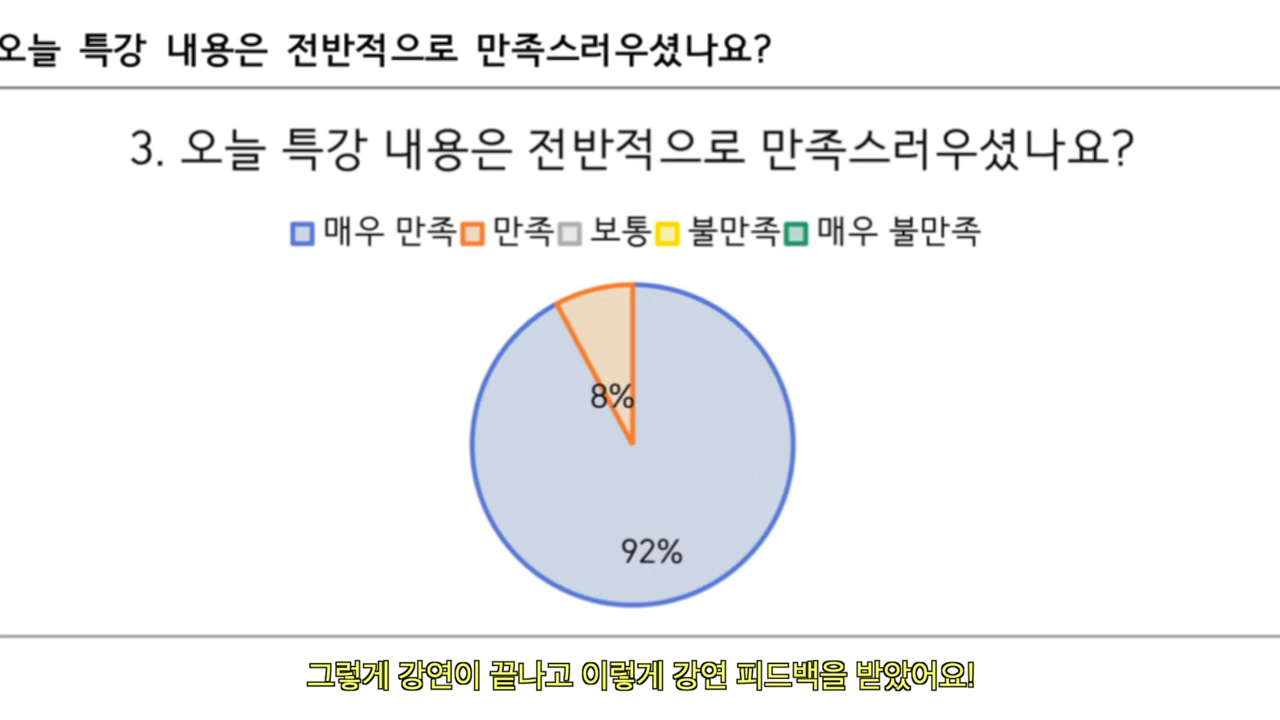 오늘 특강 내용은 전반적으로 만족스러우셨나요?
3. 오늘 특강 내용은 전반적으로 만족스러우셨나요?
매우 만족 만족 보통 불만족 매우 불만족
8%
92%
그렇게 강연이 끝나고 이렇게 강연 피드백을 받았어요!